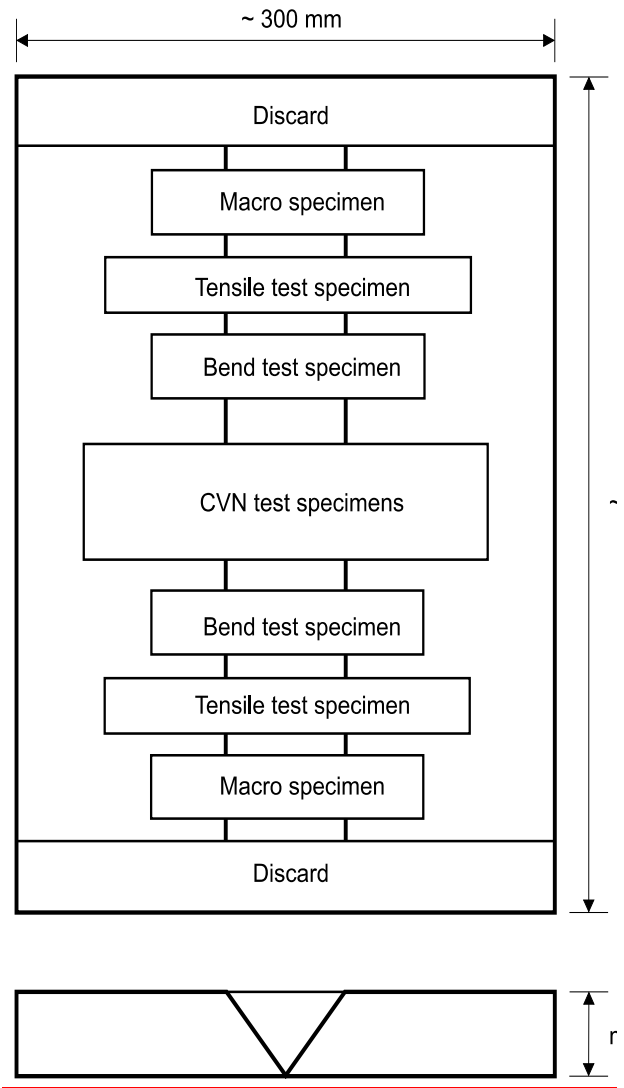 ~ 300 mm
Discard
Macro specimen
Tensile test specimen
Bend test specimen
CVN test specimens
~
Bend test specimen
Tensile test specimen
Macro specimen
Discard